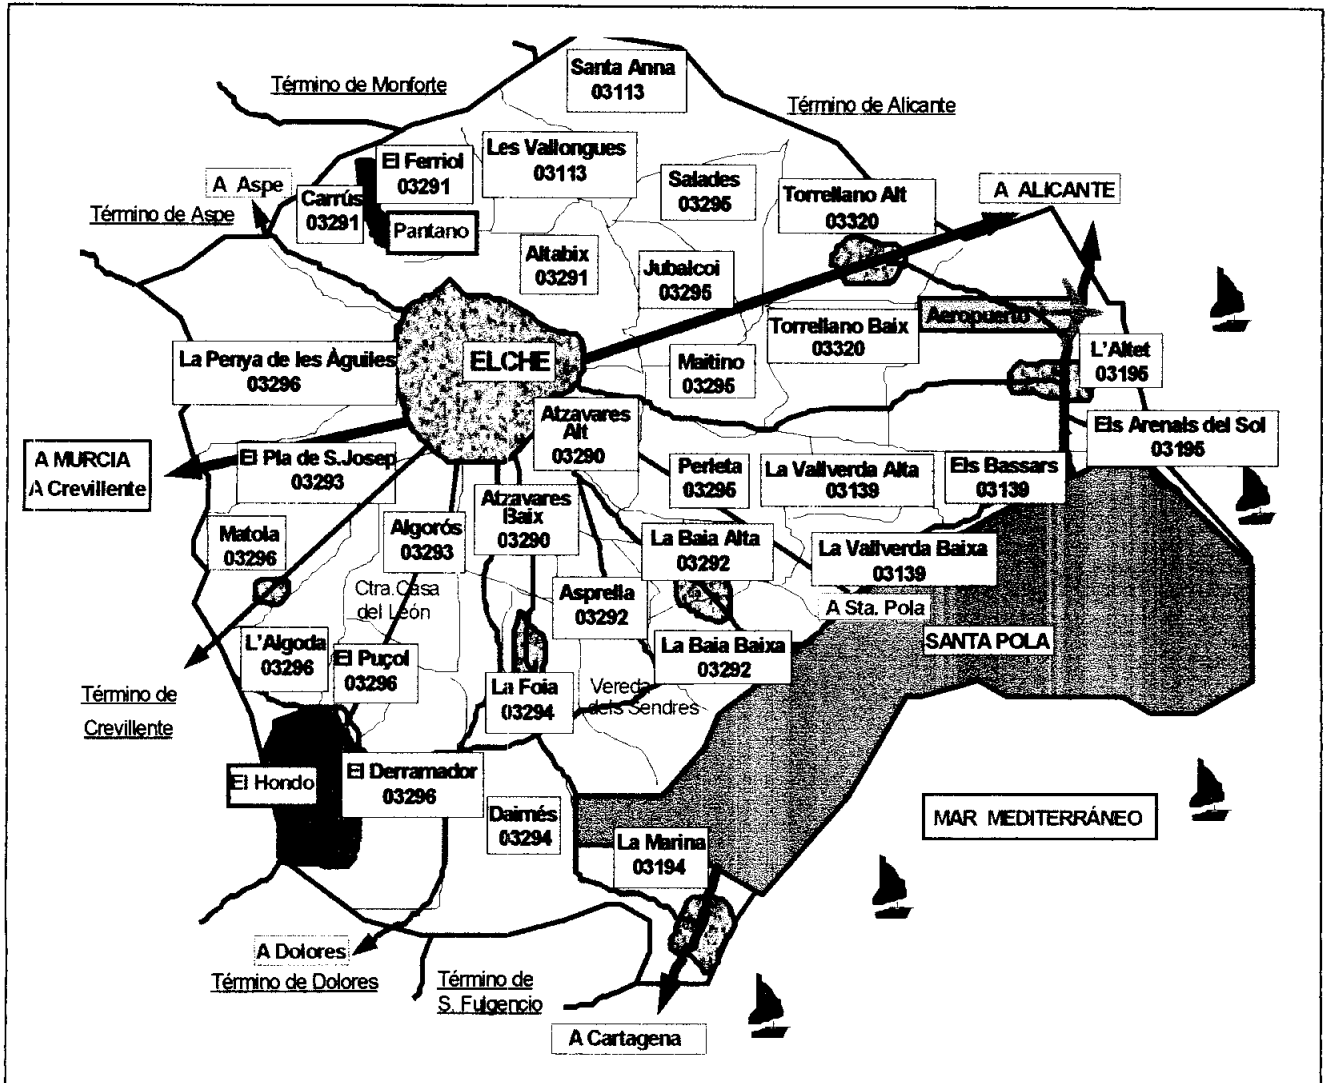 Santa Anna
03113
Término de Monforte
Término de Alicante
El Ferriol
03291
Les Vallongues
03113
Salades
03295
Torrellano Alt
03320
A ALICANTE
A Aspe
Término de Aspe
Carrús
03291
Pantano
Altabix
03291
Jubalcoi
03295
Aeropuerto
Torrellano Baix
03320
La Penya de les Àguiles
03296
ELCHE
Maitino
03295
L'Altet
03195
Atzavares
Alt
03290
Els Arenals del Sol
03195
A MURCIA
A Crevillente
El Pla de S.Josep
03293
Perleta
03295
La Vallverda Alta
03139
Els Bassars
03139
Matola
03296
Algorós
03293
Atzavares
Baix
03290
La Baia Alta
03292
La Vallverda Baixa
03139
Ctra. Casa
del León
Asprella
03292
A Sta. Pola
L'Algoda
03296
El Puçol
03296
La Baia Baixa
03292
SANTA POLA
La Foia
03294
Vereda
dels Sendres
Término de
Crevillente
El Hondo
El Derramador
03296
Daimés
03294
MAR MEDITERRÁNEO
La Marina
03194
A Dolores
Término de Dolores
Término de
S. Fulgencio
A Cartagena